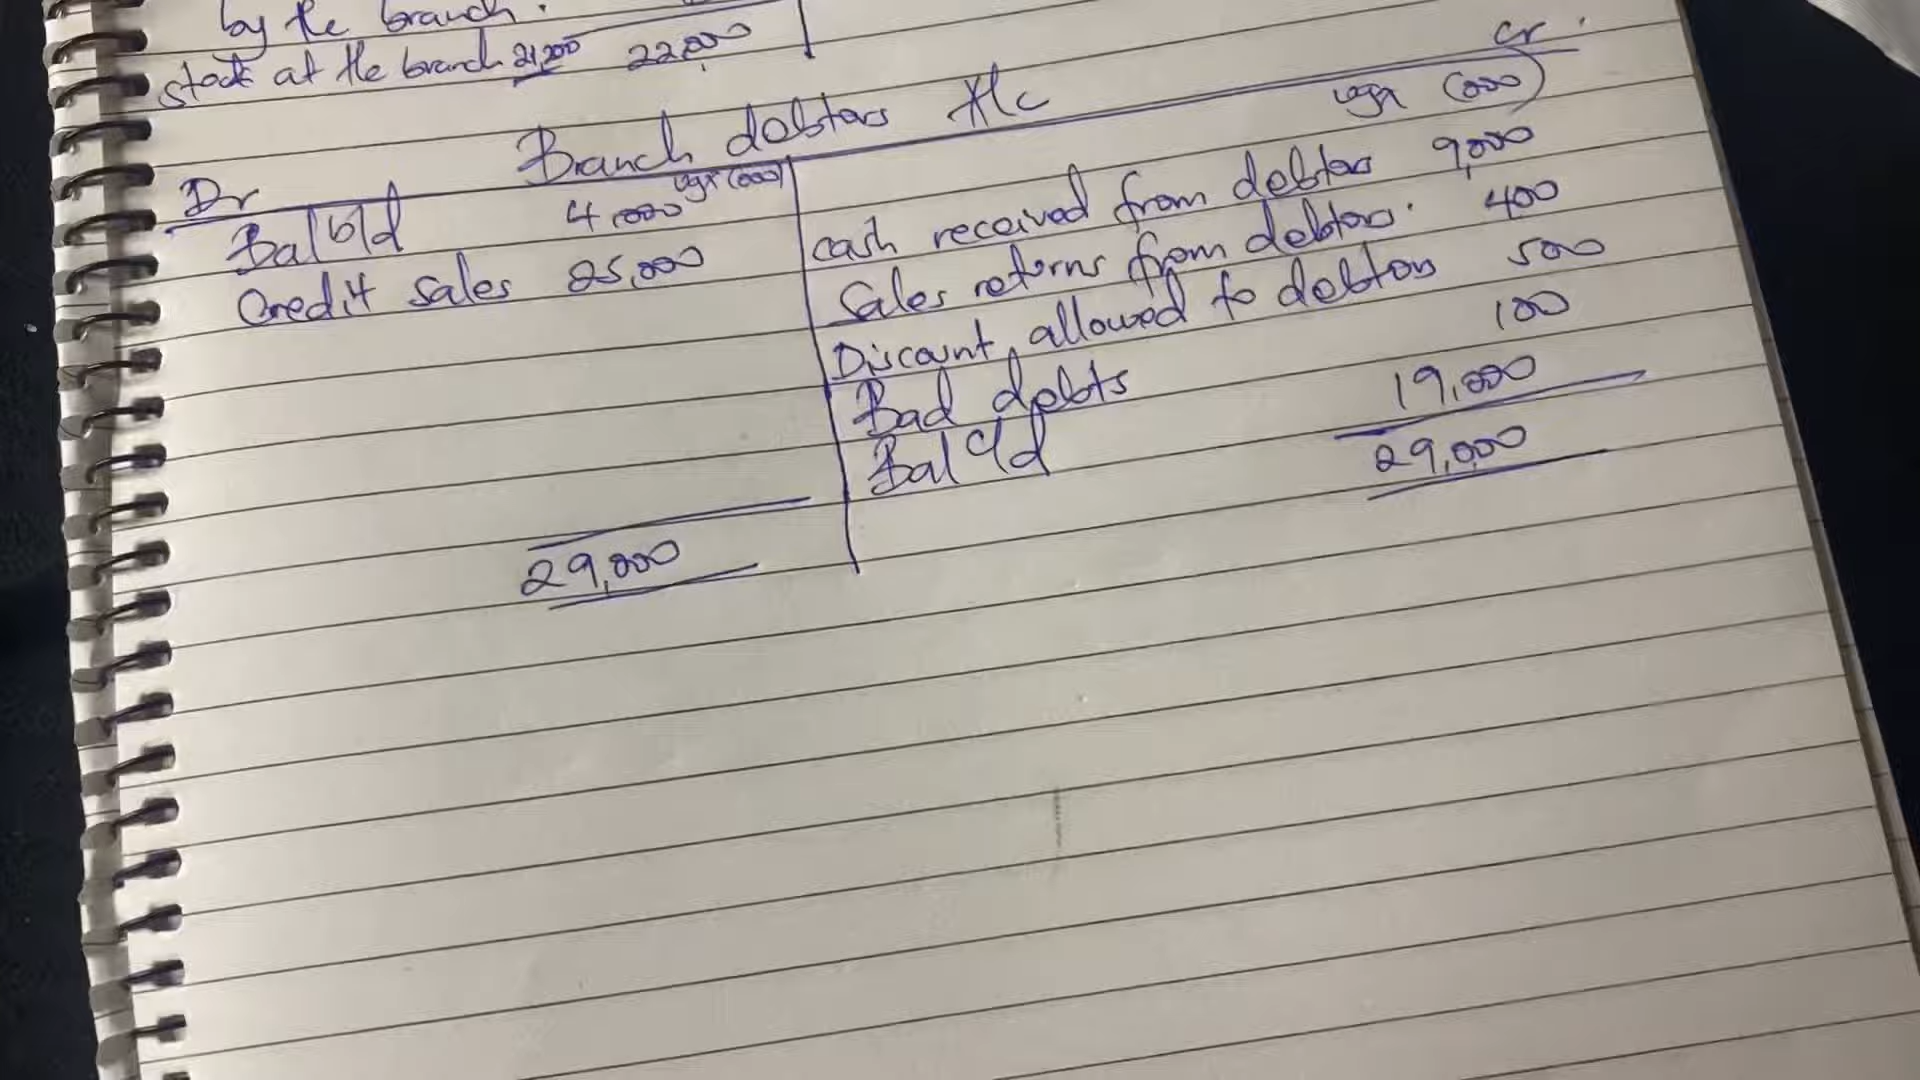 by the branch.
stock at the branch 21,200 22,800
Cr.
Branch debtors A/c
Dr ugx (000) ugx (000)
Bal b/d 4,000 cash received from debtors 9,000
Credit sales 25,000 Sales returns from debtors. 400
Discount allowed to debtors 500
Bad debts 100
Bal c/d 19,000
29,000 29,000